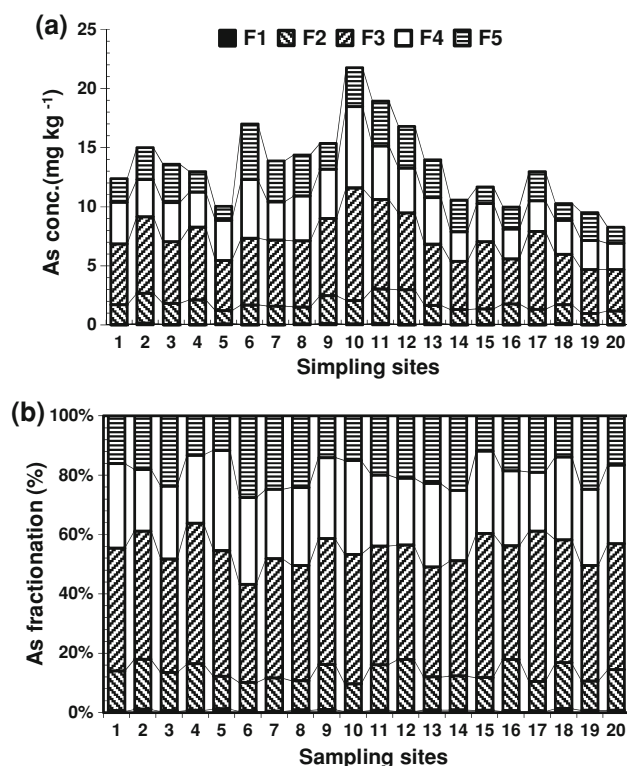 (a)
F1 F2 F3 F4 F5
As conc.(mg kg -1)
25
20
15
10
5
0
1 2 3 4 5 6 7 8 9 10 11 12 13 14 15 16 17 18 19 20
Simpling sites
(b)
As fractionation (%)
100%
80%
60%
40%
20%
0%
1 2 3 4 5 6 7 8 9 10 11 12 13 14 15 16 17 18 19 20
Sampling sites